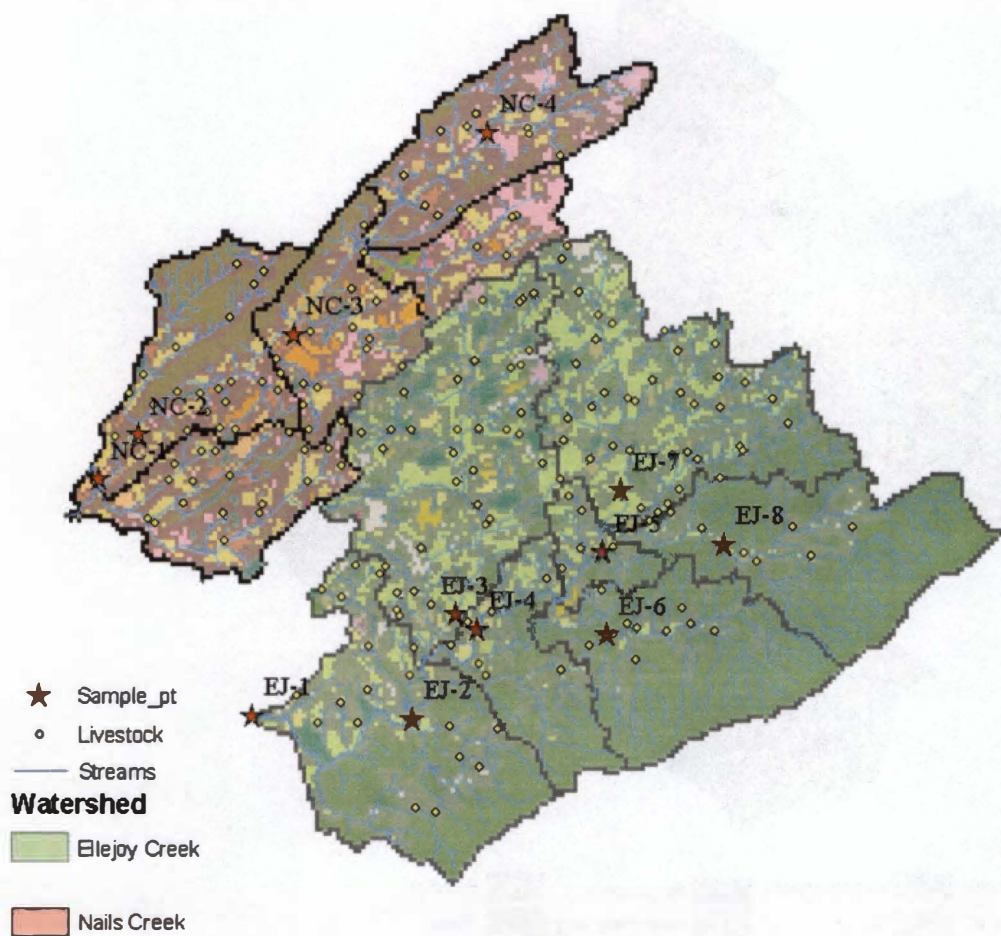 NC-4
NC-3
NC-2
NC-1
EJ-7
EJ-5
EJ-8
EJ-3
EJ-4
EJ-6
EJ-1
EJ-2
Sample_pt
Livestock
Streams
Watershed
Ellejoy Creek
Nails Creek